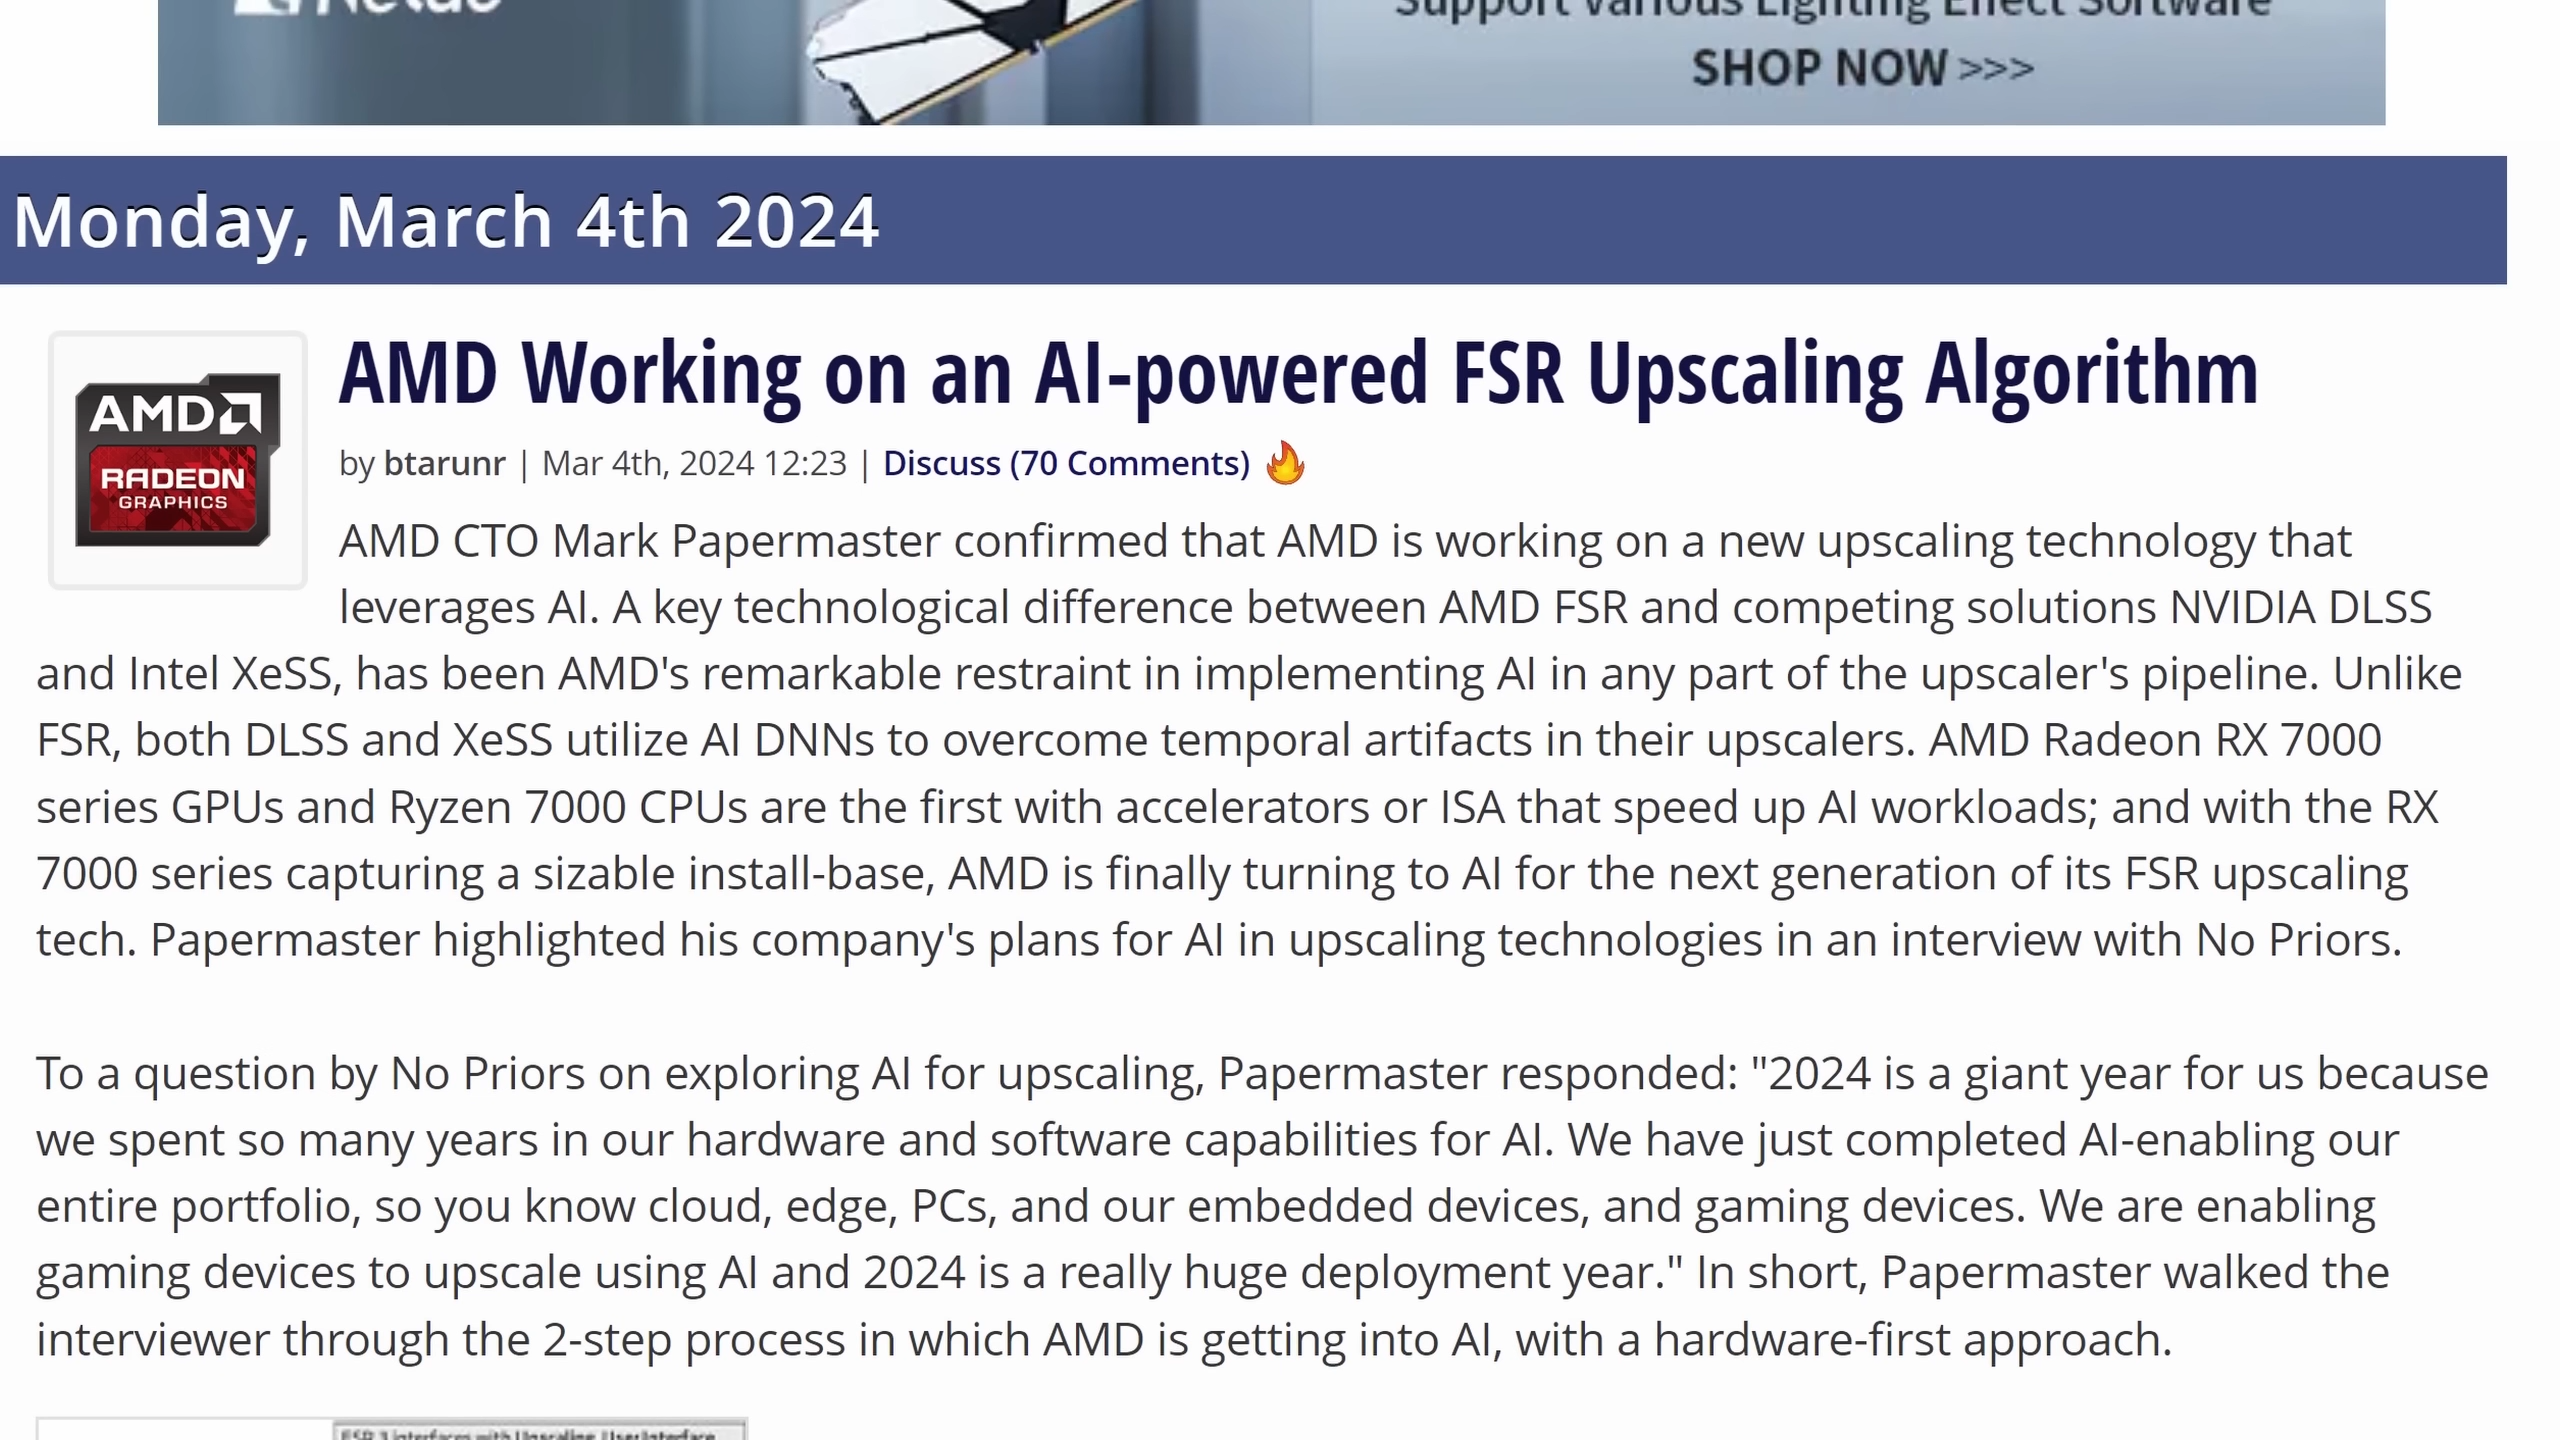 Support Various Lighting Effect Software
SHOP NOW >>>
Monday, March 4th 2024
AMD
RADEON
GRAPHICS
AMD Working on an AI-powered FSR Upscaling Algorithm
by btarunr | Mar 4th, 2024 12:23 | Discuss (70 Comments)
AMD CTO Mark Papermaster confirmed that AMD is working on a new upscaling technology that
leverages AI. A key technological difference between AMD FSR and competing solutions NVIDIA DLSS
and Intel XeSS, has been AMD's remarkable restraint in implementing AI in any part of the upscaler's pipeline. Unlike
FSR, both DLSS and XeSS utilize AI DNNs to overcome temporal artifacts in their upscalers. AMD Radeon RX 7000
series GPUs and Ryzen 7000 CPUs are the first with accelerators or ISA that speed up AI workloads; and with the RX
7000 series capturing a sizable install-base, AMD is finally turning to AI for the next generation of its FSR upscaling
tech. Papermaster highlighted his company's plans for AI in upscaling technologies in an interview with No Priors.
To a question by No Priors on exploring AI for upscaling, Papermaster responded: "2024 is a giant year for us because
we spent so many years in our hardware and software capabilities for AI. We have just completed AI-enabling our
entire portfolio, so you know cloud, edge, PCs, and our embedded devices, and gaming devices. We are enabling
gaming devices to upscale using AI and 2024 is a really huge deployment year." In short, Papermaster walked the
interviewer through the 2-step process in which AMD is getting into AI, with a hardware-first approach.
FSR 3 interfaces with Upscaling, UserInterface